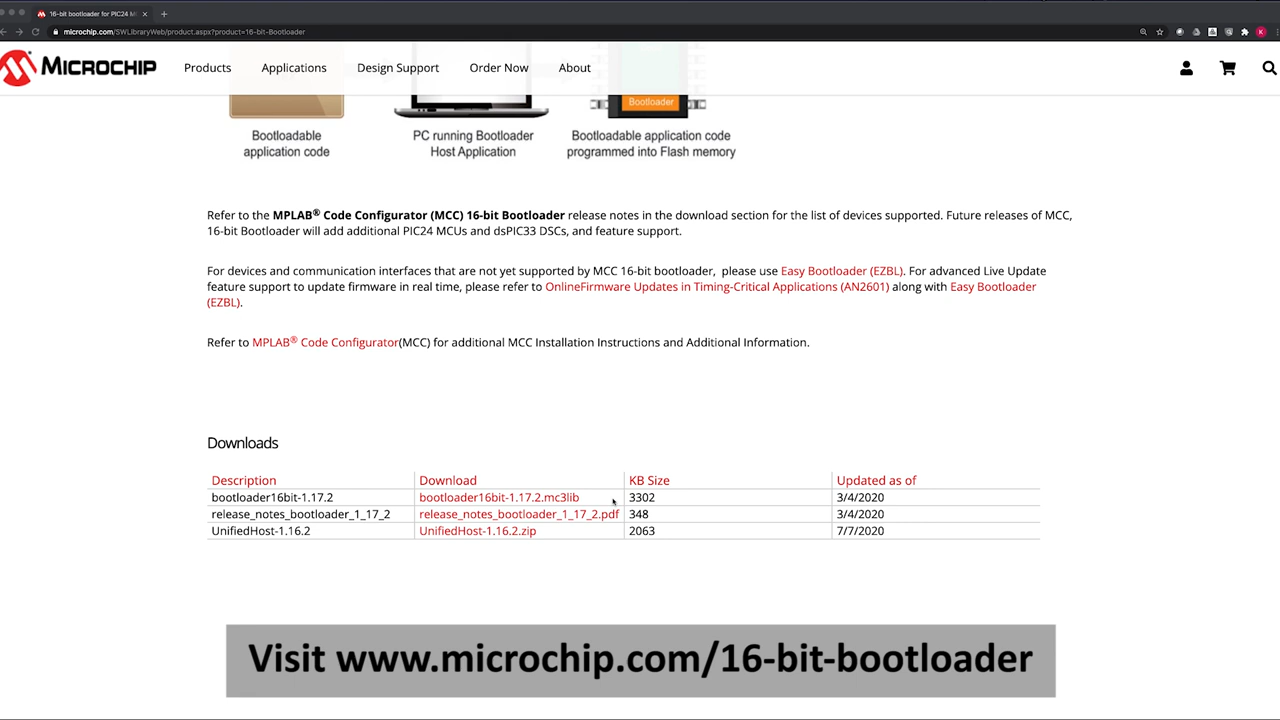 16-bit bootloader for PIC24 M
microchip.com/SWLibraryWeb/product.aspx?product=16-bit-Bootloader
MICROCHIP
Products
Applications
Design Support
Order Now
About
Bootloader
Bootloadable
application code
PC running Bootloader
Host Application
Bootloadable application code
programmed into Flash memory
Refer to the MPLAB® Code Configurator (MCC) 16-bit Bootloader release notes in the download section for the list of devices supported. Future releases of MCC,
16-bit Bootloader will add additional PIC24 MCUs and dsPIC33 DSCs, and feature support.
For devices and communication interfaces that are not yet supported by MCC 16-bit bootloader, please use Easy Bootloader (EZBL). For advanced Live Update
feature support to update firmware in real time, please refer to OnlineFirmware Updates in Timing-Critical Applications (AN2601) along with Easy Bootloader
(EZBL).
Refer to MPLAB® Code Configurator(MCC) for additional MCC Installation Instructions and Additional Information.
Downloads
Description Download KB Size Updated as of
bootloader16bit-1.17.2 bootloader16bit-1.17.2.mc3lib 3302 3/4/2020
release_notes_bootloader_1_17_2 release_notes_bootloader_1_17_2.pdf 348 3/4/2020
UnifiedHost-1.16.2 UnifiedHost-1.16.2.zip 2063 7/7/2020
Visit www.microchip.com/16-bit-bootloader